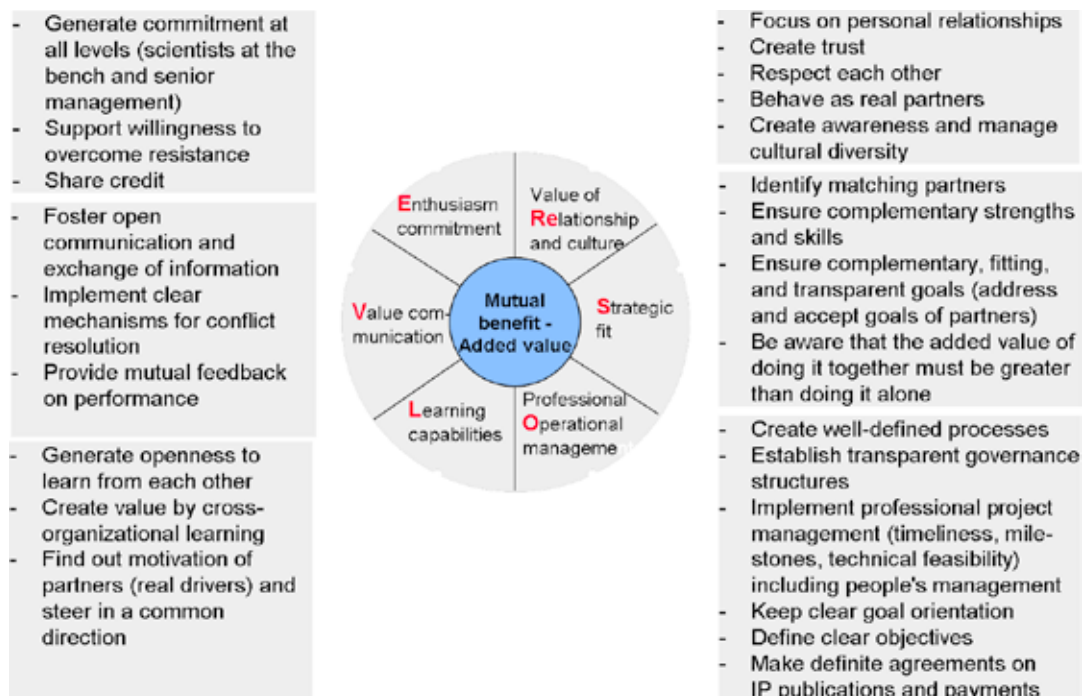 - Generate commitment at
all levels (scientists at the
bench and senior
management)
- Support willingness to
overcome resistance
- Share credit
- Foster open
communication and
exchange of information
- Implement clear
mechanisms for conflict
resolution
- Provide mutual feedback
on performance
- Generate openness to
learn from each other
- Create value by cross-
organizational learning
- Find out motivation of
partners (real drivers) and
steer in a common
direction
Enthusiasm
commitment
Value of
Relationship
and culture
Value com-
munication
Mutual
benefit -
Added value
Strategic
fit
Learning
capabilities
Professional
Operational
management
- Focus on personal relationships
- Create trust
- Respect each other
- Behave as real partners
- Create awareness and manage
cultural diversity
- Identify matching partners
- Ensure complementary strengths
and skills
- Ensure complementary, fitting,
and transparent goals (address
and accept goals of partners)
- Be aware that the added value of
doing it together must be greater
than doing it alone
- Create well-defined processes
- Establish transparent governance
structures
- Implement professional project
management (timeliness, mile-
stones, technical feasibility)
including people's management
- Keep clear goal orientation
- Define clear objectives
- Make definite agreements on
IP publications and payments